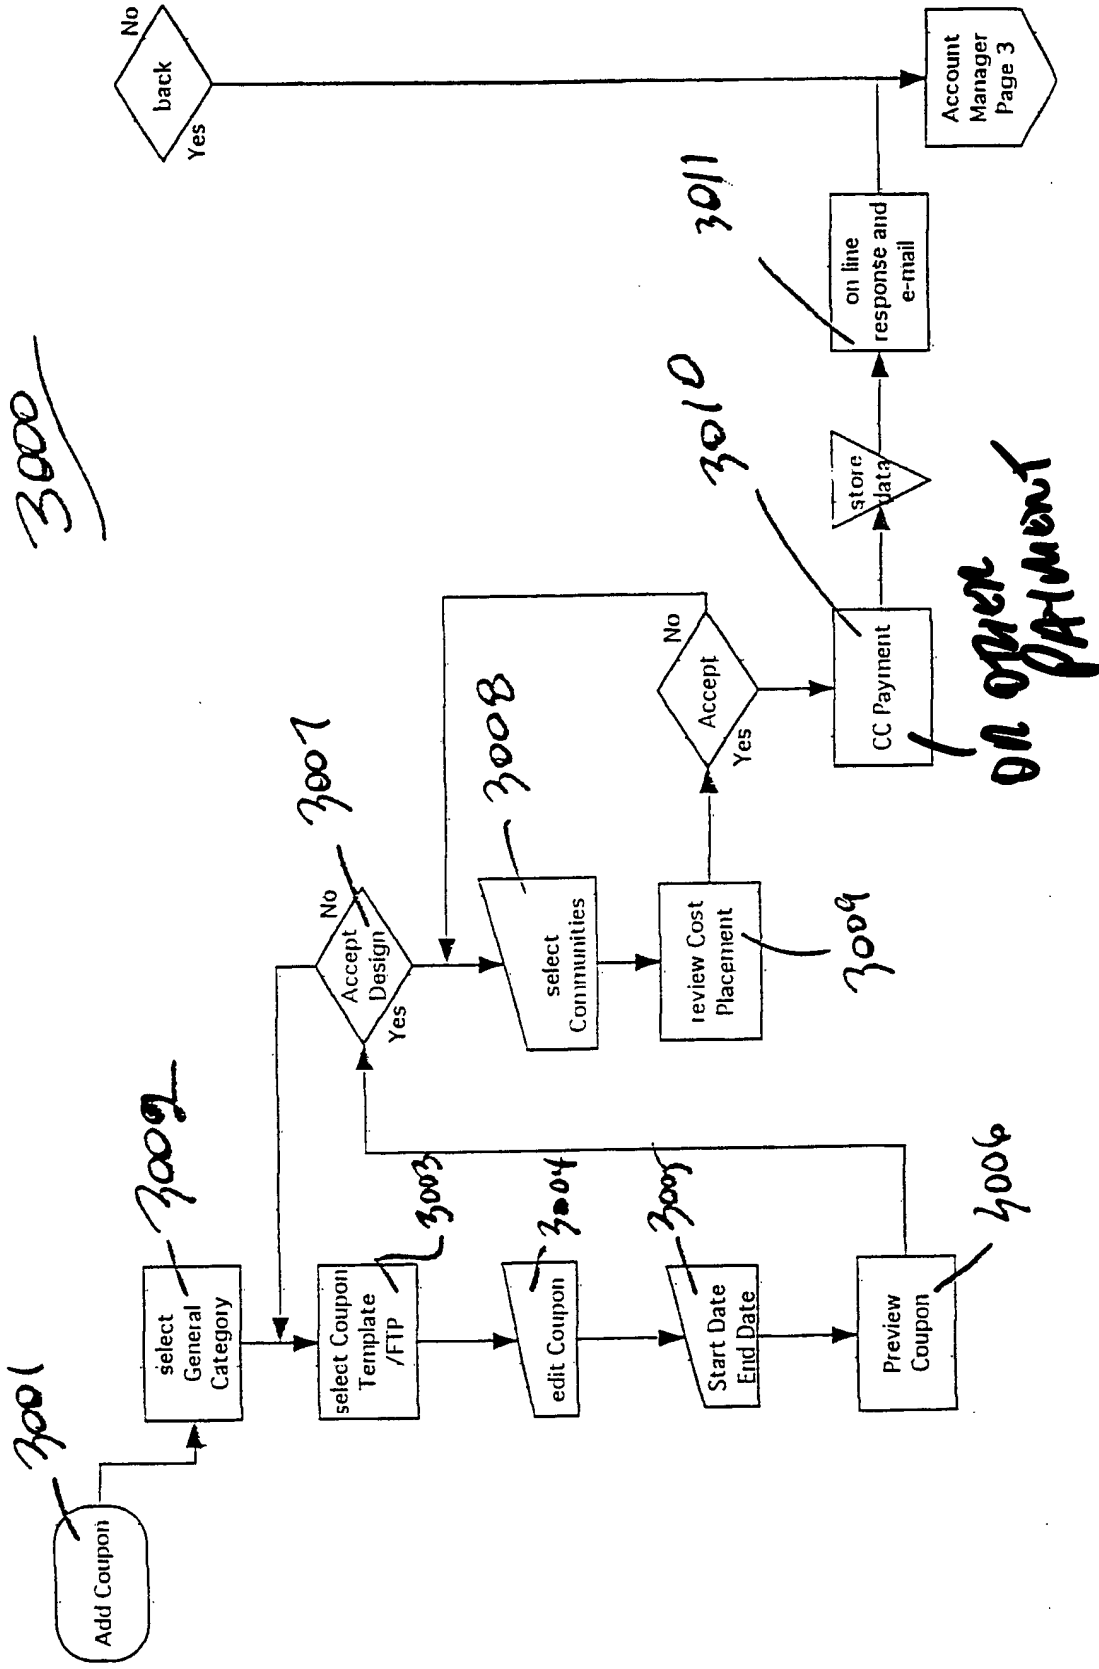 3000
3001
Add Coupon
3002
select
General
Category
select Coupon
Template
/FTP
3003
edit Coupon
3004
Start Date
End Date
3005
Preview
Coupon
3006
Accept
Design
No
Yes
3007
select
Communities
3008
review Cost
Placement
3009
Accept
No
Yes
CC Payment
OR OTHER
PAYMENT
3010
store
data
on line
response and
e-mail
3011
back
No
Yes
Account
Manager
Page 3